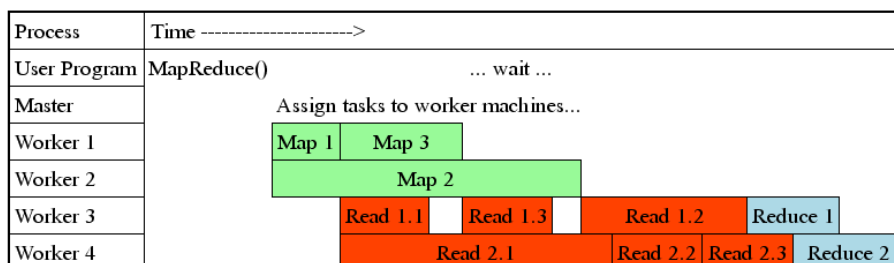 Process Time ---------------------->
User Program MapReduce() ... wait ...
Master Assign tasks to worker machines...
Worker 1 Map 1 Map 3
Worker 2 Map 2
Worker 3 Read 1.1 Read 1.3 Read 1.2 Reduce 1
Worker 4 Read 2.1 Read 2.2 Read 2.3 Reduce 2